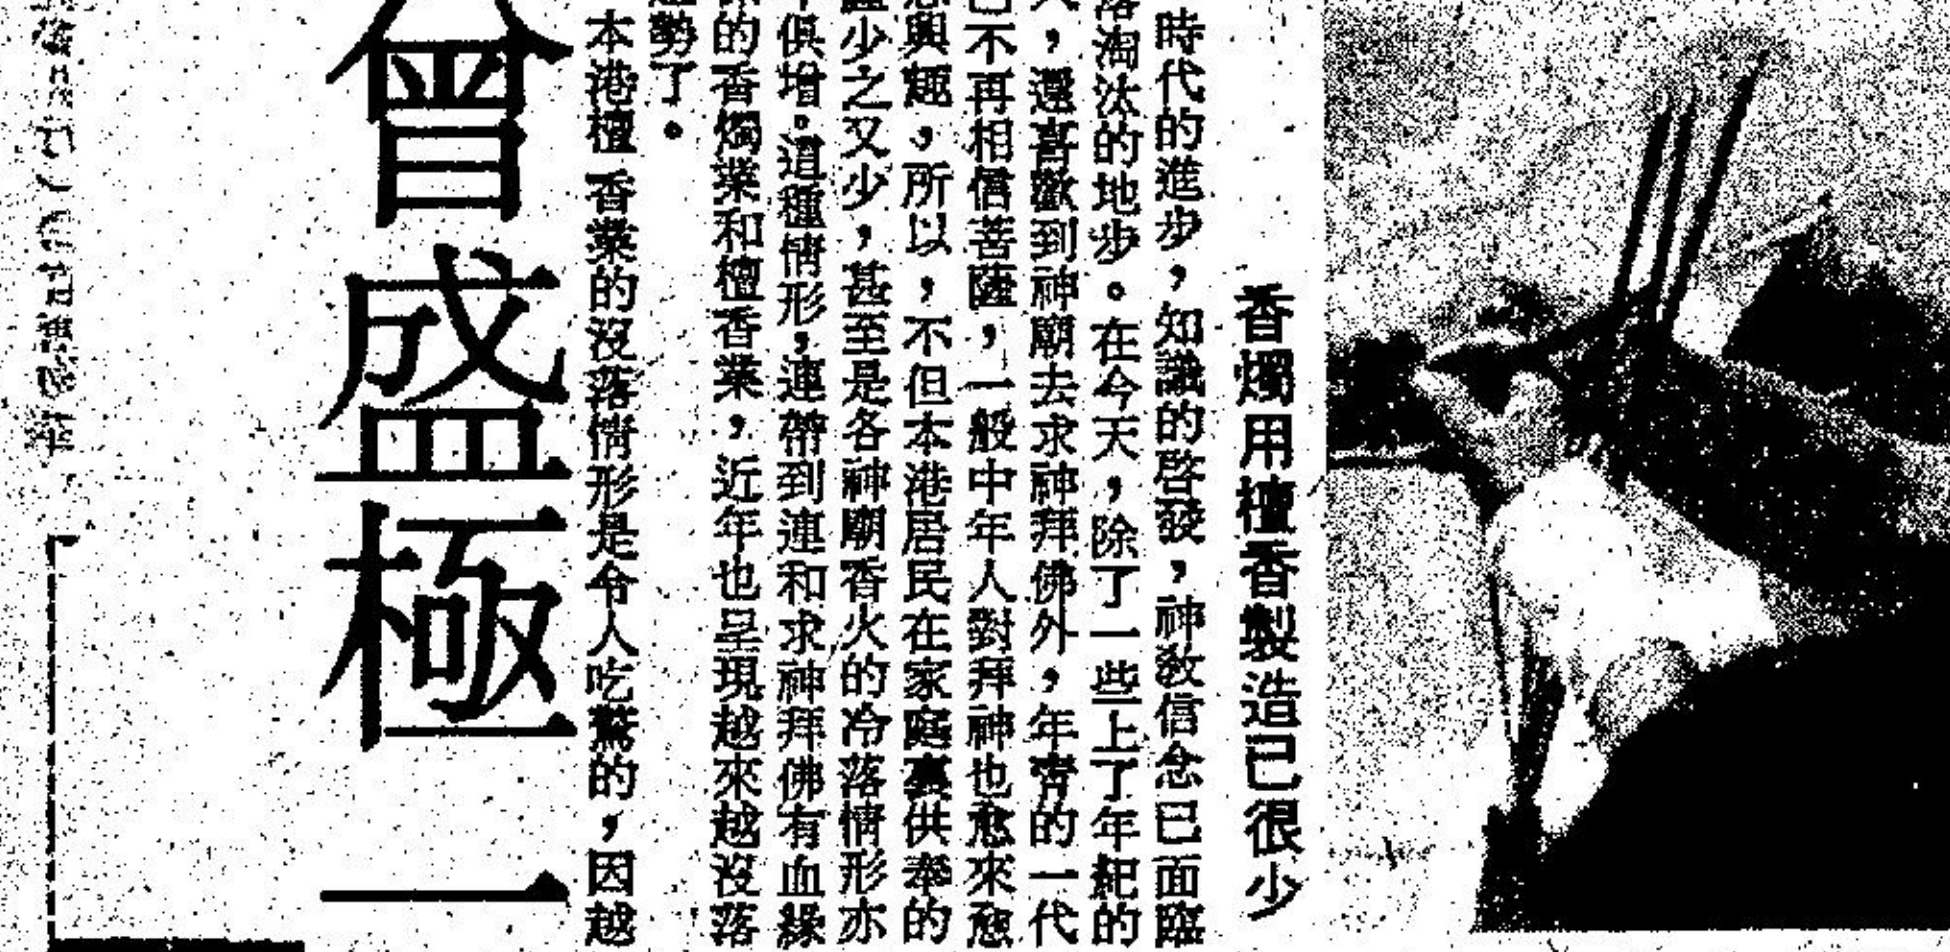 香燭用檀香製造已很少
時代的進步，知識的啓發，神教信念已面臨
落淘汰的地步。在今天，除了一些上了年紀的
人，還喜歡到神廟去求神拜佛外，年青的一代
已不再相信菩薩，一般中年人對拜神也愈來愈
興趣，所以，不但本港居民在家庭裏供奉的
少之又少，甚至是各神廟香火的冷落情形亦
年俱增。這種情形，連帶到連和求神拜佛有血緣
的香燭業和檀香業，近年也呈現越來越沒落
趨勢了。
本港檀香業的沒落情形是令人吃驚的，因越
曾盛極一